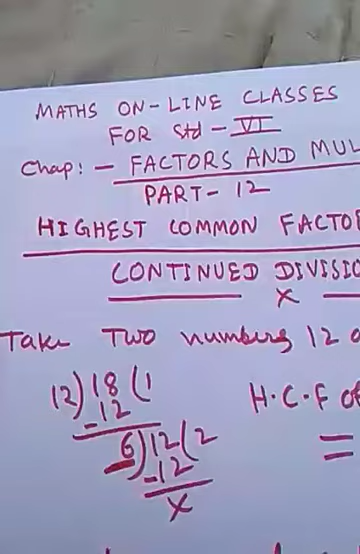 MATHS ON-LINE CLASSES
FOR Std - VI
Chap: - FACTORS AND MUL
PART- 12
HIGHEST COMMON FACTO
CONTINUED DIVISIO
x
Take Two numbers 12
12)18(1
-12
6)12(2
-12
x
H.C.F of
=